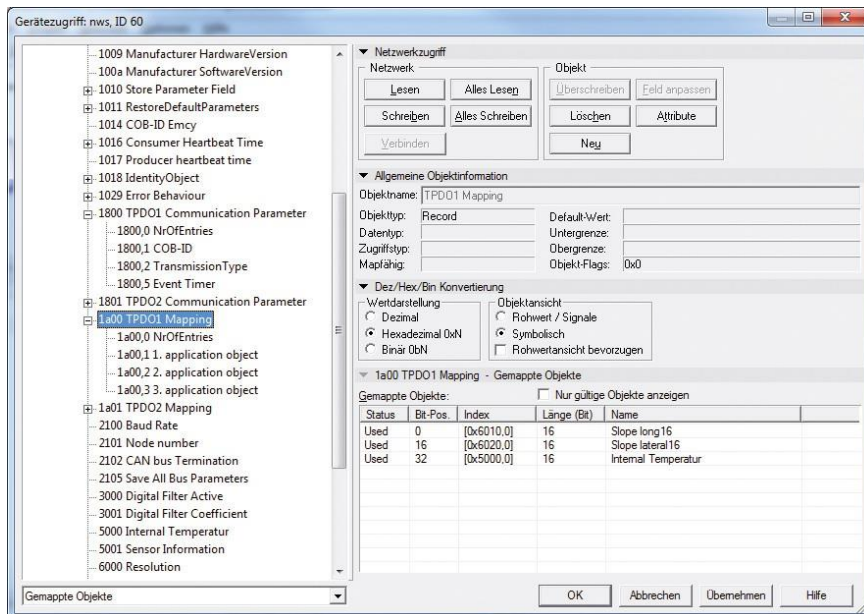 Gerätezugriff: nws, ID 60
1009 Manufacturer HardwareVersion
100a Manufacturer SoftwareVersion
1010 Store Parameter Field
1011 RestoreDefaultParameters
1014 COB-ID Emcy
1016 Consumer Heartbeat Time
1017 Producer heartbeat time
1018 IdentityObject
1029 Error Behaviour
1800 TPDO1 Communication Parameter
1800,0 NrOfEntries
1800,1 COB-ID
1800,2 TransmissionType
1800,5 Event Timer
1801 TPDO2 Communication Parameter
1a00 TPDO1 Mapping
1a00,0 NrOfEntries
1a00,1 1. application object
1a00,2 2. application object
1a00,3 3. application object
1a01 TPDO2 Mapping
2100 Baud Rate
2101 Node number
2102 CAN bus Termination
2105 Save All Bus Parameters
3000 Digital Filter Active
3001 Digital Filter Coefficient
5000 Internal Temperatur
5001 Sensor Information
6000 Resolution
Gemappte Objekte
Netzwerkzugriff
Netzwerk
Lesen Alles Lesen
Schreiben Alles Schreiben
Verbinden
Objekt
Überschreiben Feld anpassen
Löschen Attribute
Neu
Allgemeine Objektinformation
Objektname: TPDO1 Mapping
Objekttyp: Record Default-Wert:
Datentyp: Untergrenze:
Zugriffstyp: Obergrenze:
Mapfähig: Objekt-Flags: 0x0
Dez/Hex/Bin Konvertierung
Wertdarstellung
Dezimal
Hexadezimal 0xN
Binär 0bN
Objektansicht
Rohwert / Signale
Symbolisch
Rohwertansicht bevorzugen
1a00 TPDO1 Mapping - Gemappte Objekte
Gemappte Objekte: Nur gültige Objekte anzeigen
Status Bit-Pos. Index Länge (Bit) Name
Used 0 [0x6010,0] 16 Slope long16
Used 16 [0x6020,0] 16 Slope lateral16
Used 32 [0x5000,0] 16 Internal Temperatur
OK Abbrechen Übernehmen Hilfe